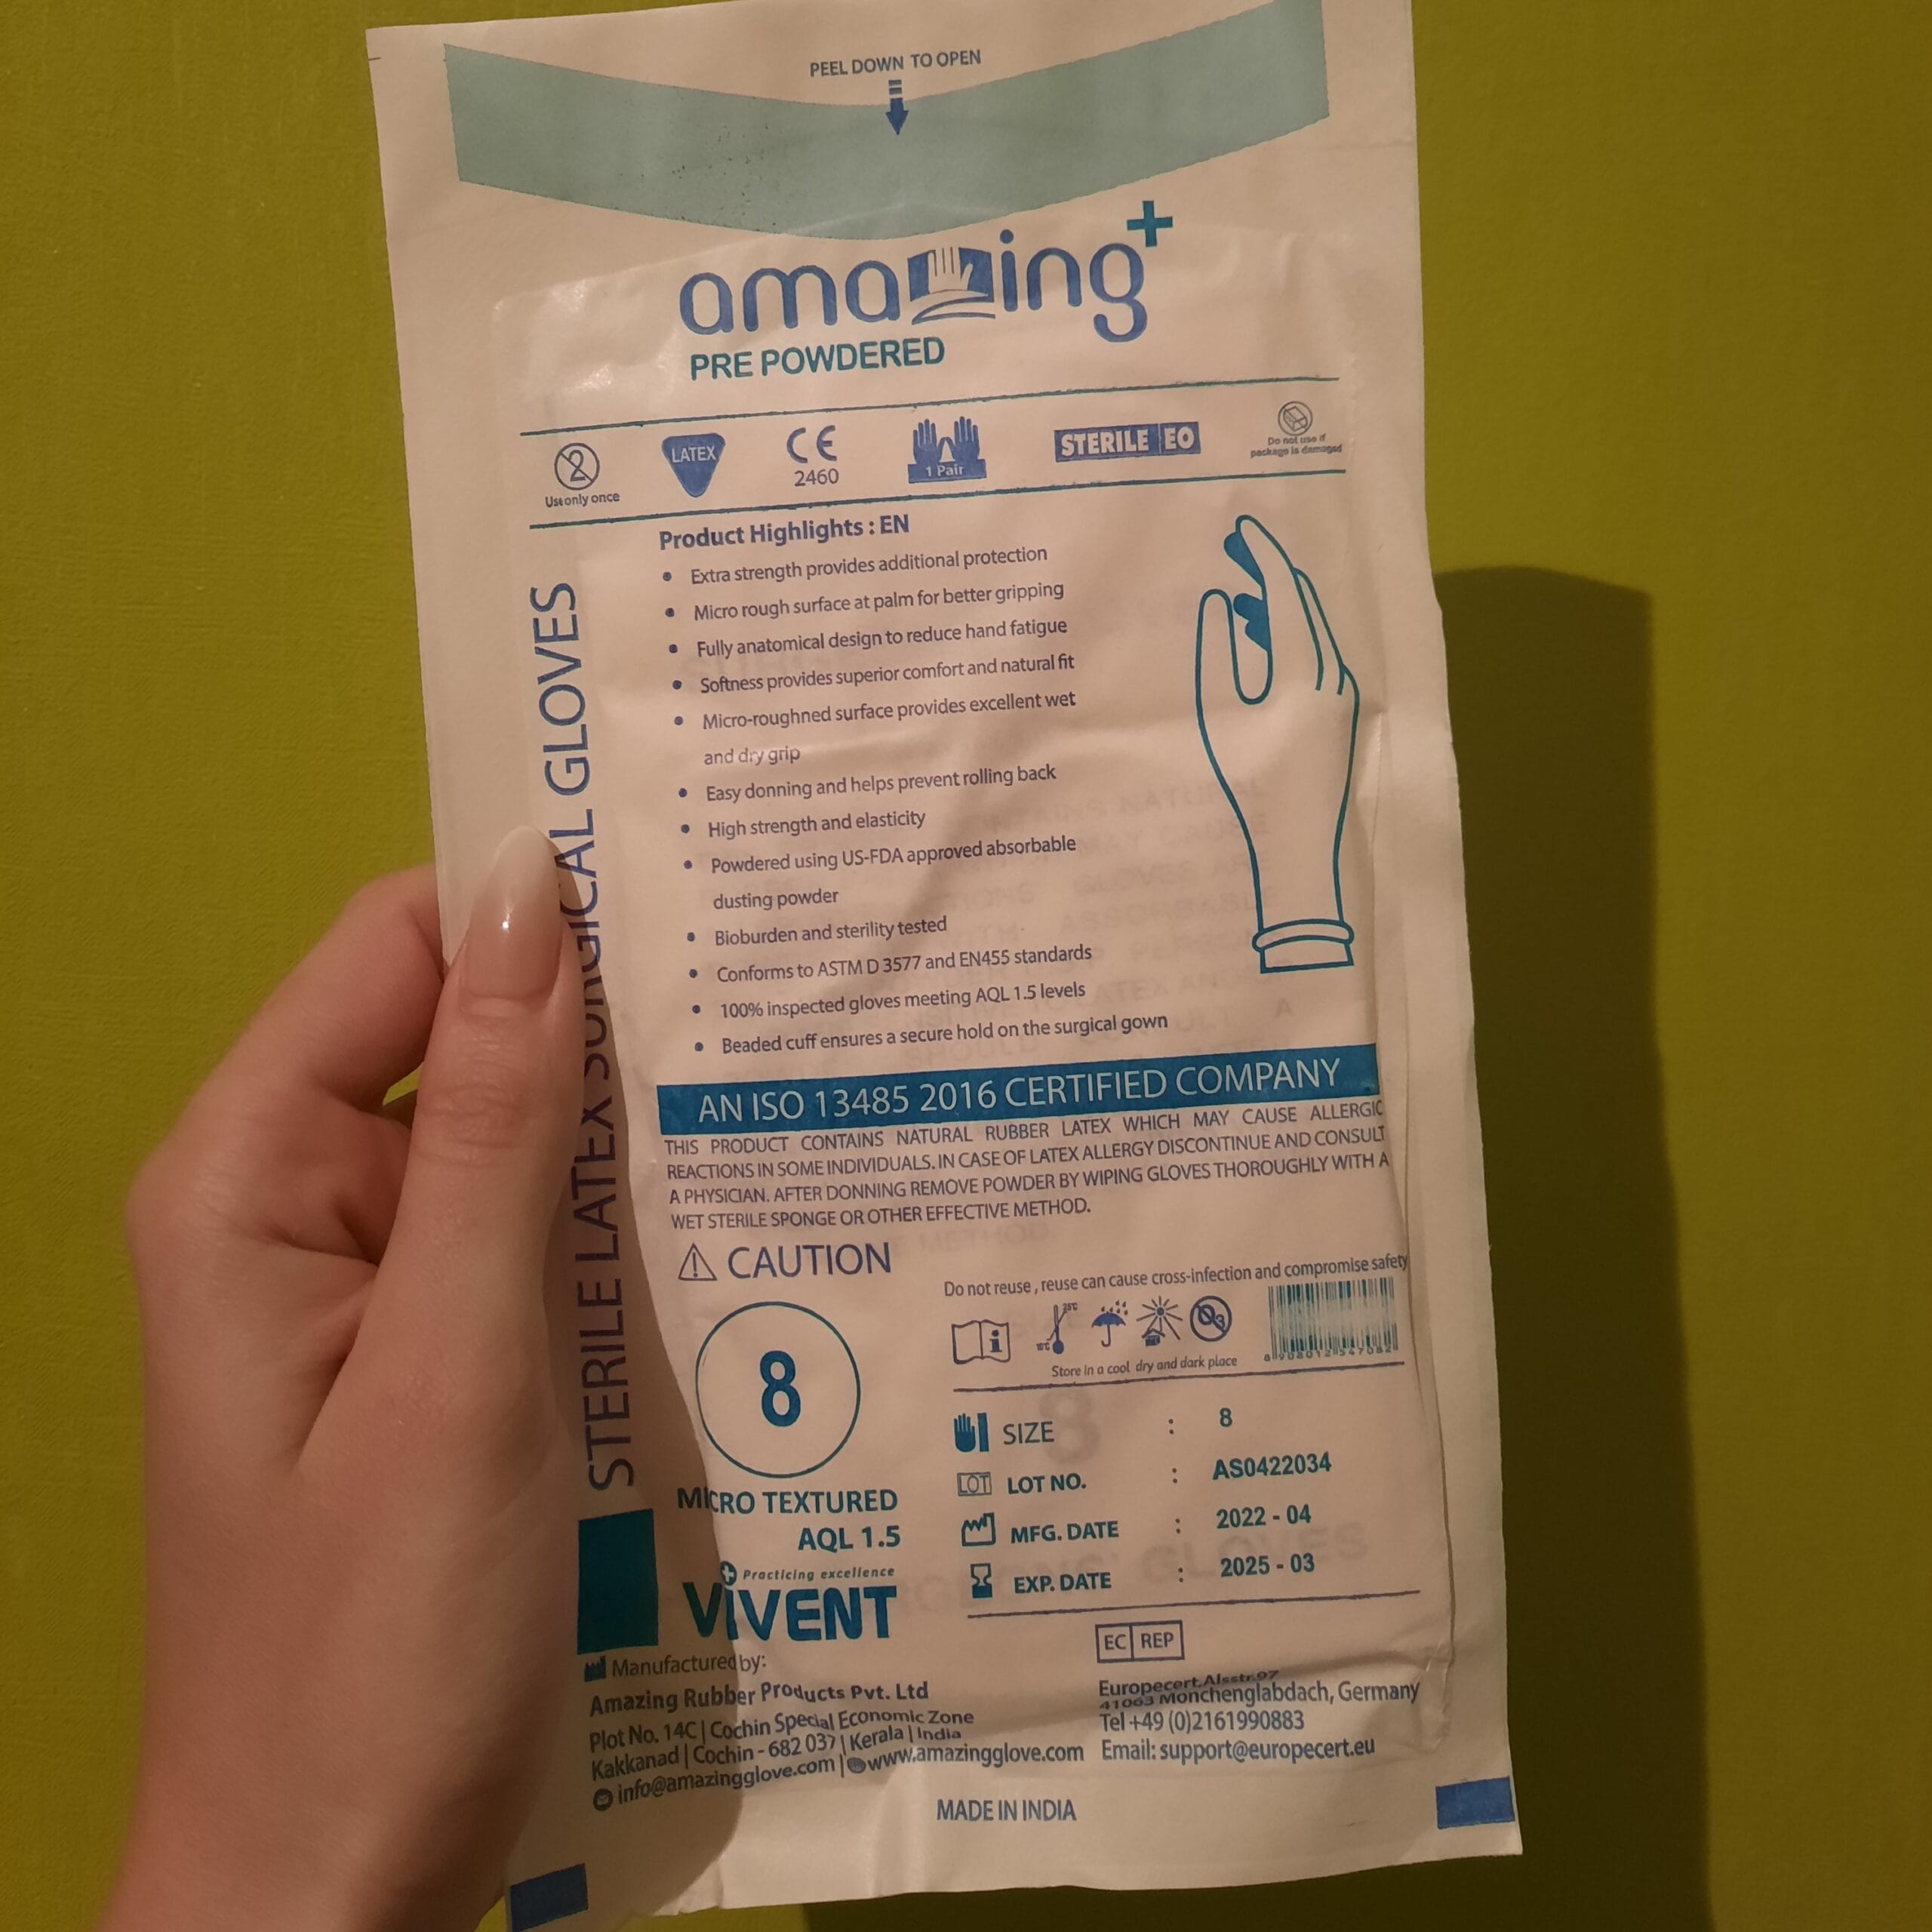 PEEL DOWN TO OPEN
amazing+
PRE POWDERED
2
Use only once
LATEX
CE
2460
1 Pair
STERILE EO
Do not use if
package is damaged
STERILE LATEX SURGICAL GLOVES
Product Highlights : EN
• Extra strength provides additional protection
• Micro rough surface at palm for better gripping
• Fully anatomical design to reduce hand fatigue
• Softness provides superior comfort and natural fit
• Micro-roughned surface provides excellent wet
and dry grip
• Easy donning and helps prevent rolling back
• High strength and elasticity
• Powdered using US-FDA approved absorbable
dusting powder
• Bioburden and sterility tested
• Conforms to ASTM D 3577 and EN455 standards
• 100% inspected gloves meeting AQL 1.5 levels
• Beaded cuff ensures a secure hold on the surgical gown
AN ISO 13485 2016 CERTIFIED COMPANY
THIS PRODUCT CONTAINS NATURAL RUBBER LATEX WHICH MAY CAUSE ALLERGIC
REACTIONS IN SOME INDIVIDUALS. IN CASE OF LATEX ALLERGY DISCONTINUE AND CONSULT
A PHYSICIAN. AFTER DONNING REMOVE POWDER BY WIPING GLOVES THOROUGHLY WITH A
WET STERILE SPONGE OR OTHER EFFECTIVE METHOD.
CAUTION
Do not reuse , reuse can cause cross-infection and compromise safety
25°C
Store in a cool dry and dark place
8
MICRO TEXTURED
AQL 1.5
SIZE : 8
LOT LOT NO. : AS0422034
MFG. DATE : 2022 - 04
EXP. DATE : 2025 - 03
Practicing excellence
ViVENT
Manufactured by:
Amazing Rubber Products Pvt. Ltd
Plot No. 14C | Cochin Special Economic Zone
Kakkanad | Cochin - 682 037 | Kerala | India
info@amazingglove.com | www.amazingglove.com
EC REP
Europecert, Alsstr.97
41063 Monchenglabdach, Germany
Tel +49 (0)2161990883
Email: support@europecert.eu
MADE IN INDIA